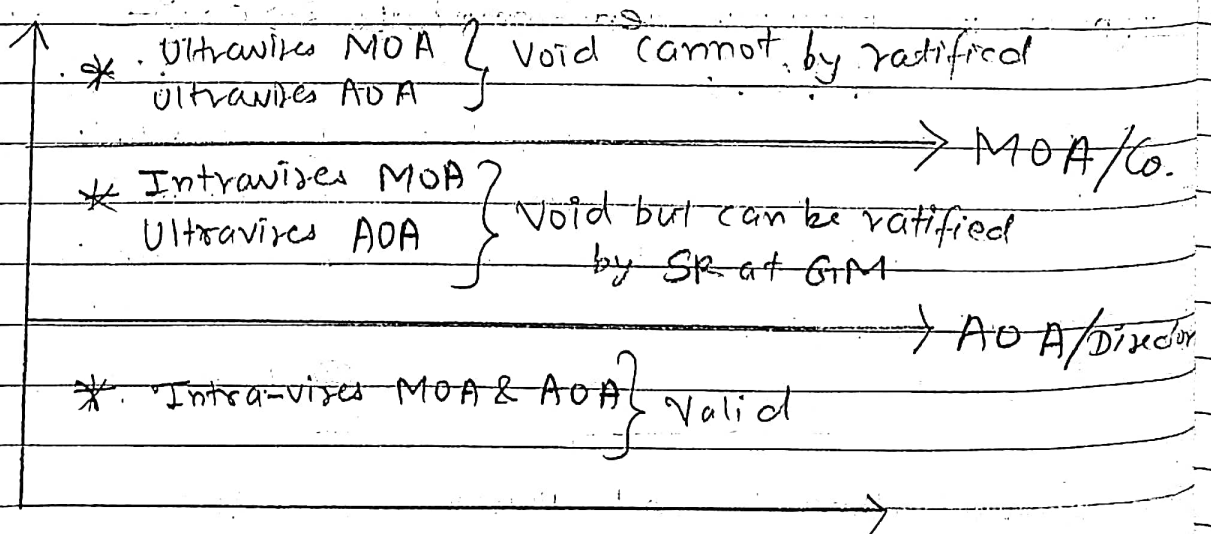 * Ultravires MOA } Void cannot by ratified
Ultravires AOA
→ MOA/Co.
* Intravires MOA } Void but can be ratified
Ultravires AOA by SR at GM
→ AOA/Director
* Intra-vires MOA & AOA } Valid